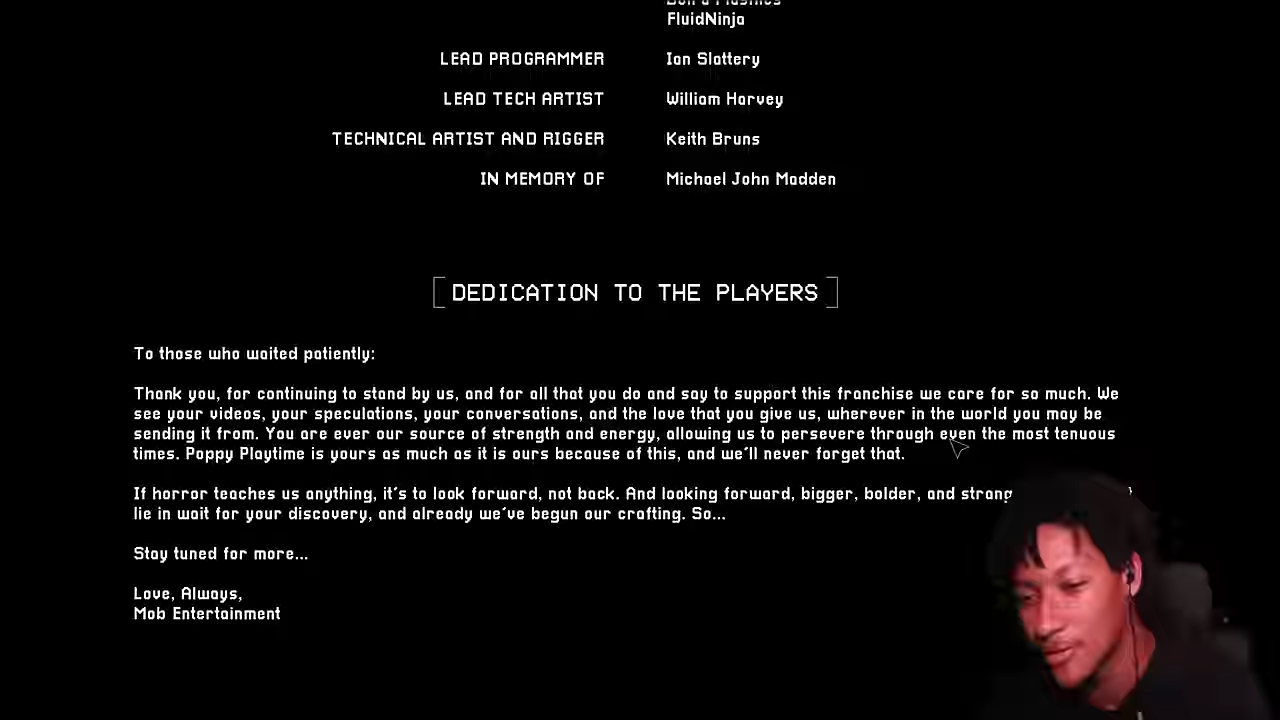 FluidNinja
LEAD PROGRAMMER Ian Slattery
LEAD TECH ARTIST William Harvey
TECHNICAL ARTIST AND RIGGER Keith Bruns
IN MEMORY OF Michael John Madden
DEDICATION TO THE PLAYERS
To those who waited patiently:
Thank you, for continuing to stand by us, and for all that you do and say to support this franchise we care for so much. We
see your videos, your speculations, your conversations, and the love that you give us, wherever in the world you may be
sending it from. You are ever our source of strength and energy, allowing us to persevere through even the most tenuous
times. Poppy Playtime is yours as much as it is ours because of this, and we'll never forget that.
If horror teaches us anything, it's to look forward, not back. And looking forward, bigger, bolder, and
lie in wait for your discovery, and already we've begun our crafting. So...
Stay tuned for more...
Love, Always,
Mob Entertainment